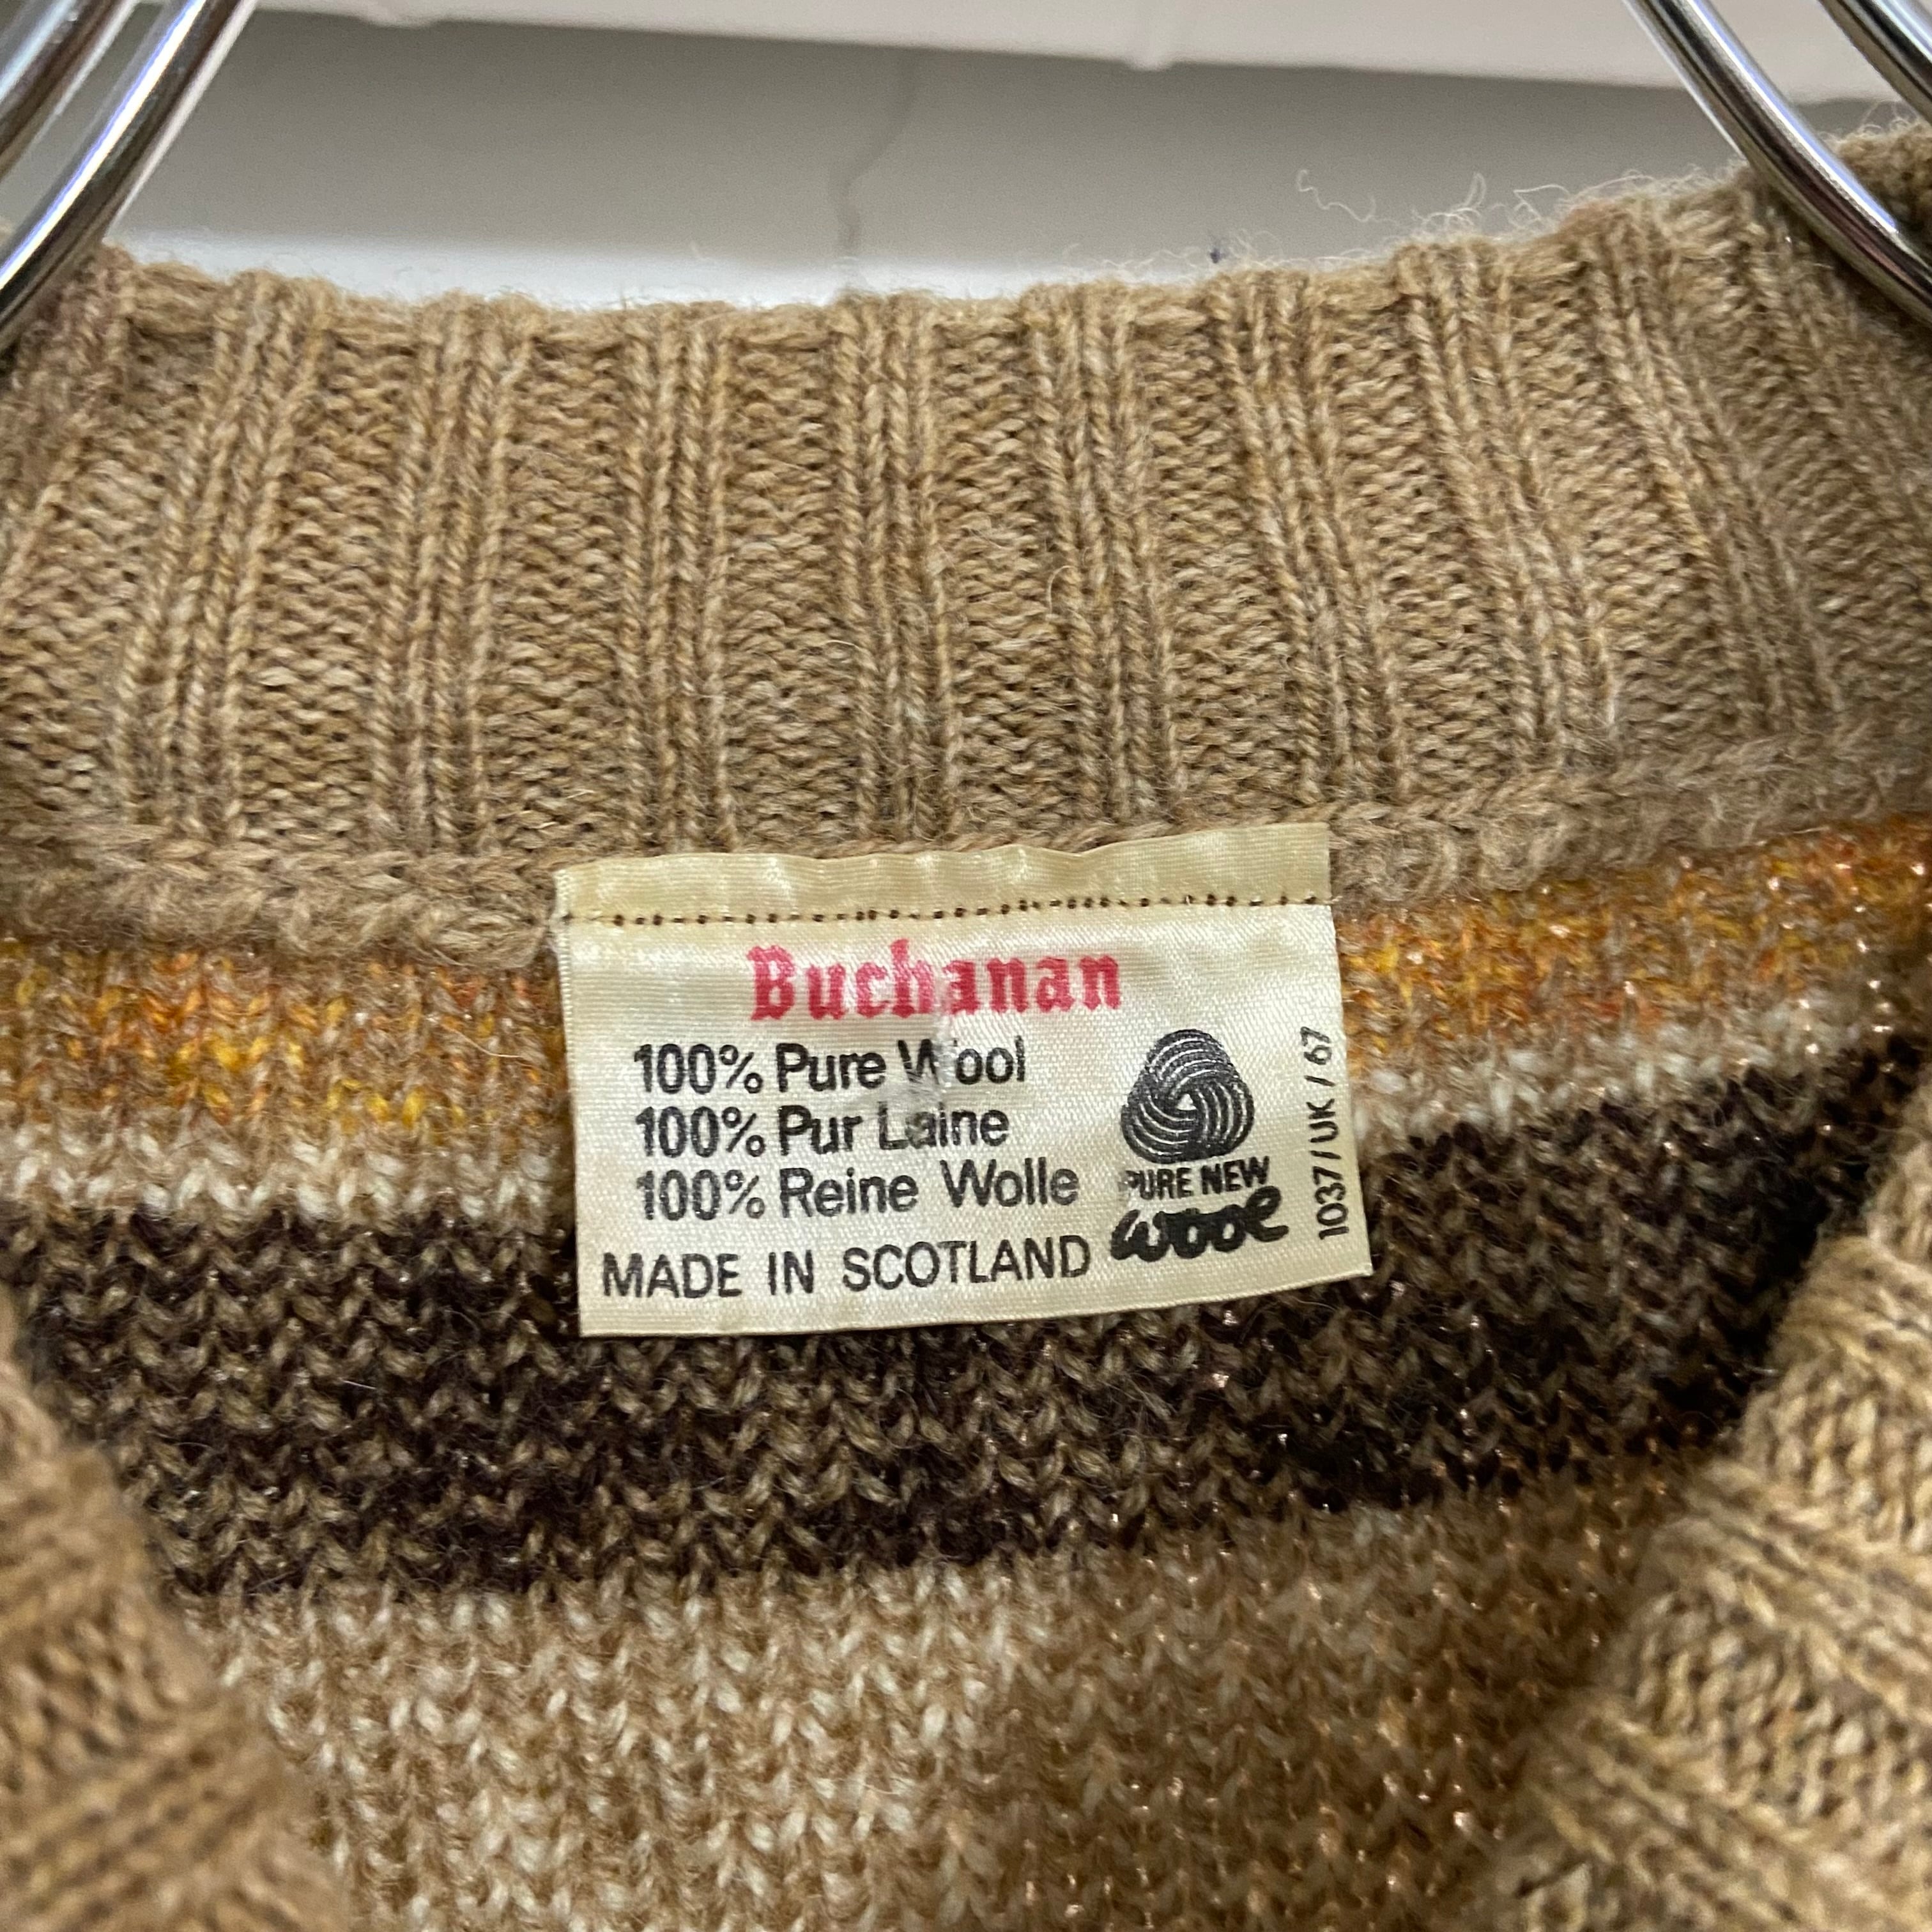 Buchanan
100% Pure Wool
100% Pur Laine
100% Reine Wolle
MADE IN SCOTLAND
PURE NEW
WOOL
1037/UK/67